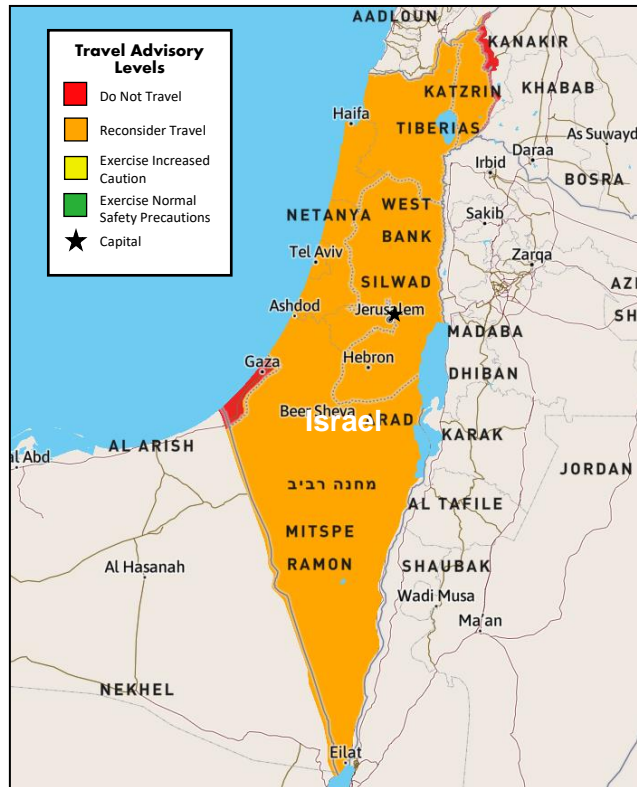 Travel Advisory
Levels
Do Not Travel
Reconsider Travel
Exercise Increased
Caution
Exercise Normal
Safety Precautions
Capital
AADLOUN
KANAKIR
KATZRIN
KHABAB
Haifa
TIBERIAS
As Suwayd
Daraa
Irbid
BOSRA
NETANYA
WEST
BANK
Sakib
Tel Aviv
Zarqa
SILWAD
AZ
Ashdod
Jerusalem
SH
MADABA
Gaza
Hebron
DHIBAN
Beer Sheva
ARAD
Israel
KARAK
AL ARISH
al Abd
JORDAN
מחנה רביב
AL TAFILE
MITSPE
RAMON
SHAUBAK
Al Hasanah
Wadi Musa
Ma'an
NEKHEL
Eilat